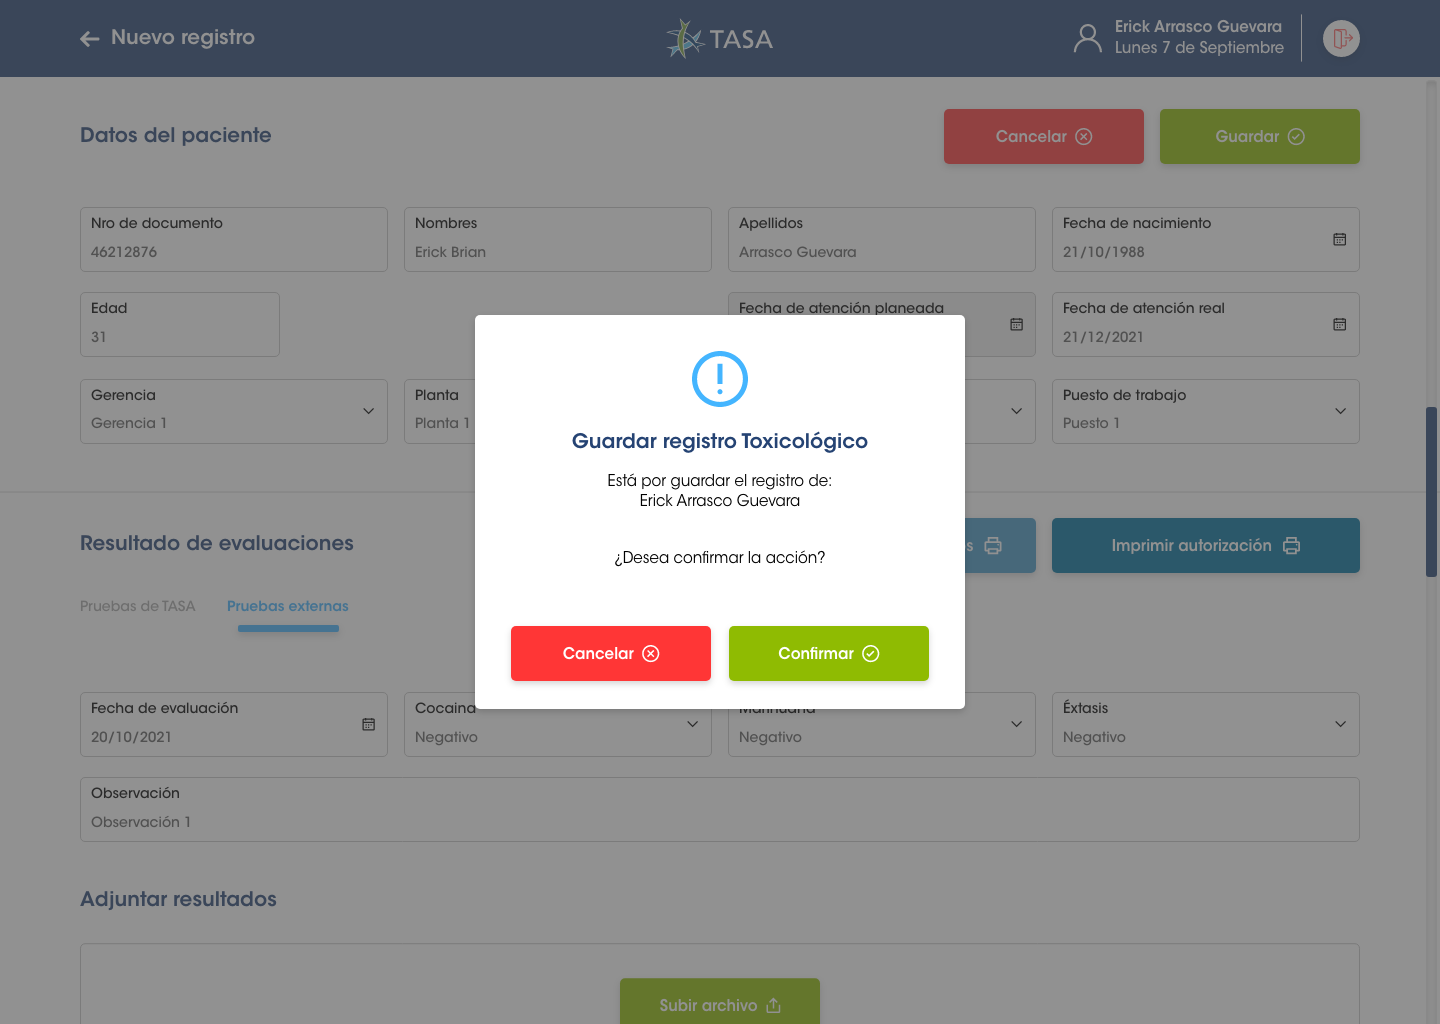 Nuevo registro
TASA
Erick Arrasco Guevara
Lunes 7 de Septiembre
Datos del paciente
Cancelar
Guardar
Nro de documento
46212876
Nombres
Erick Brian
Apellidos
Arrasco Guevara
Fecha de nacimiento
21/10/1988
Edad
31
Fecha de atención planeada
Fecha de atención real
21/12/2021
Gerencia
Gerencia 1
Planta
Planta 1
Puesto de trabajo
Puesto 1
Guardar registro Toxicológico
Está por guardar el registro de:
Erick Arrasco Guevara
¿Desea confirmar la acción?
Cancelar
Confirmar
Resultado de evaluaciones
Imprimir autorización
Pruebas de TASA
Pruebas externas
Fecha de evaluación
20/10/2021
Cocaina
Negativo
Marihuana
Negativo
Éxtasis
Negativo
Observación
Observación 1
Adjuntar resultados
Subir archivo